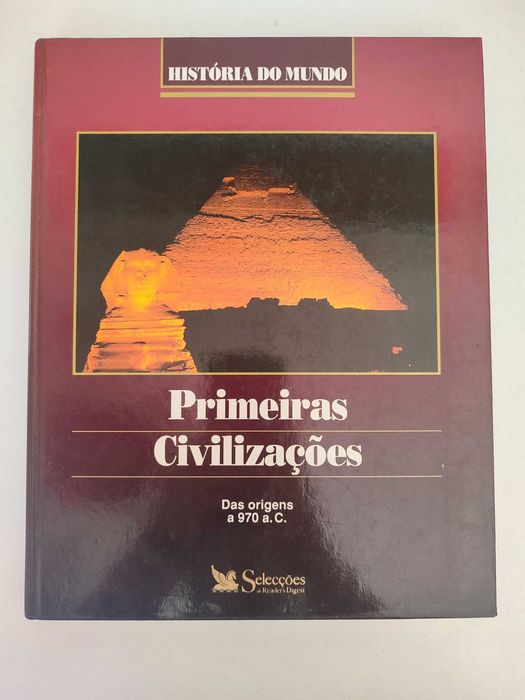 HISTÓRIA DO MUNDO
Primeiras
Civilizações
Das origens
a 970 a.C.
Selecções
do Reader's Digest